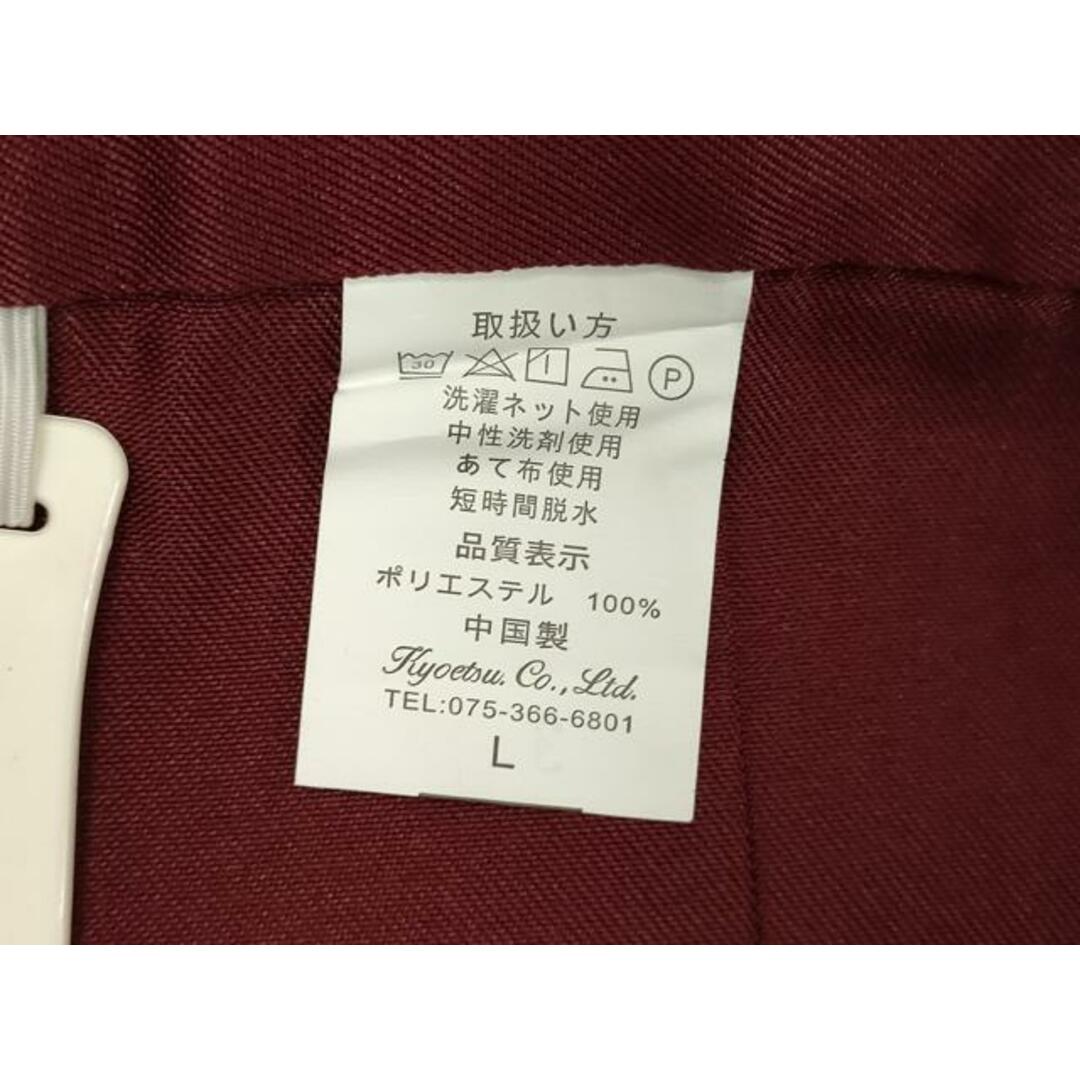 取扱い方
30 P
洗濯ネット使用
中性洗剤使用
あて布使用
短時間脱水
品質表示
ポリエステル 100%
中国製
Kyoetsu. Co., Ltd.
TEL:075-366-6801
L